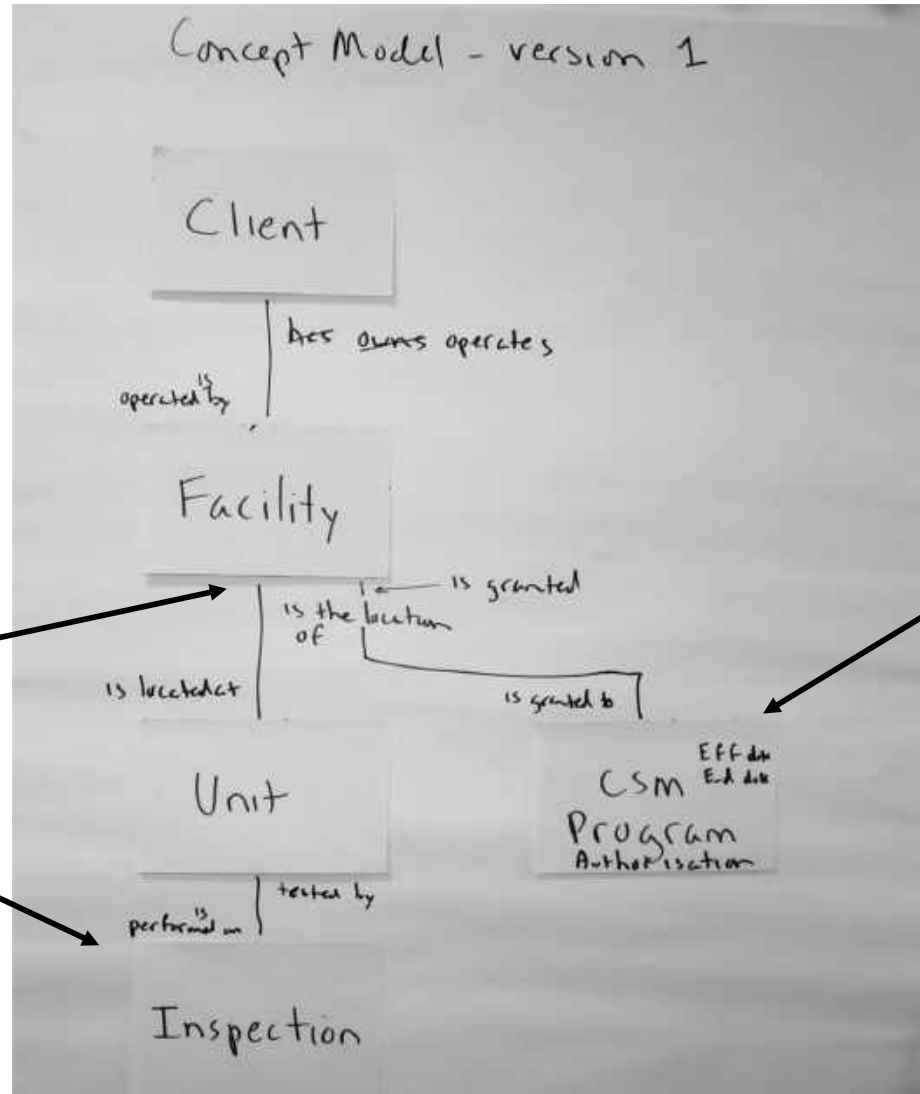 Concept Model - version 1
Client
has owns operates
is
operated by
Facility
is granted
is the location
of
is located at
is granted to
Unit
Eff date
CSM End date
Program
Authorisation
tested by
is
performed on
Inspection